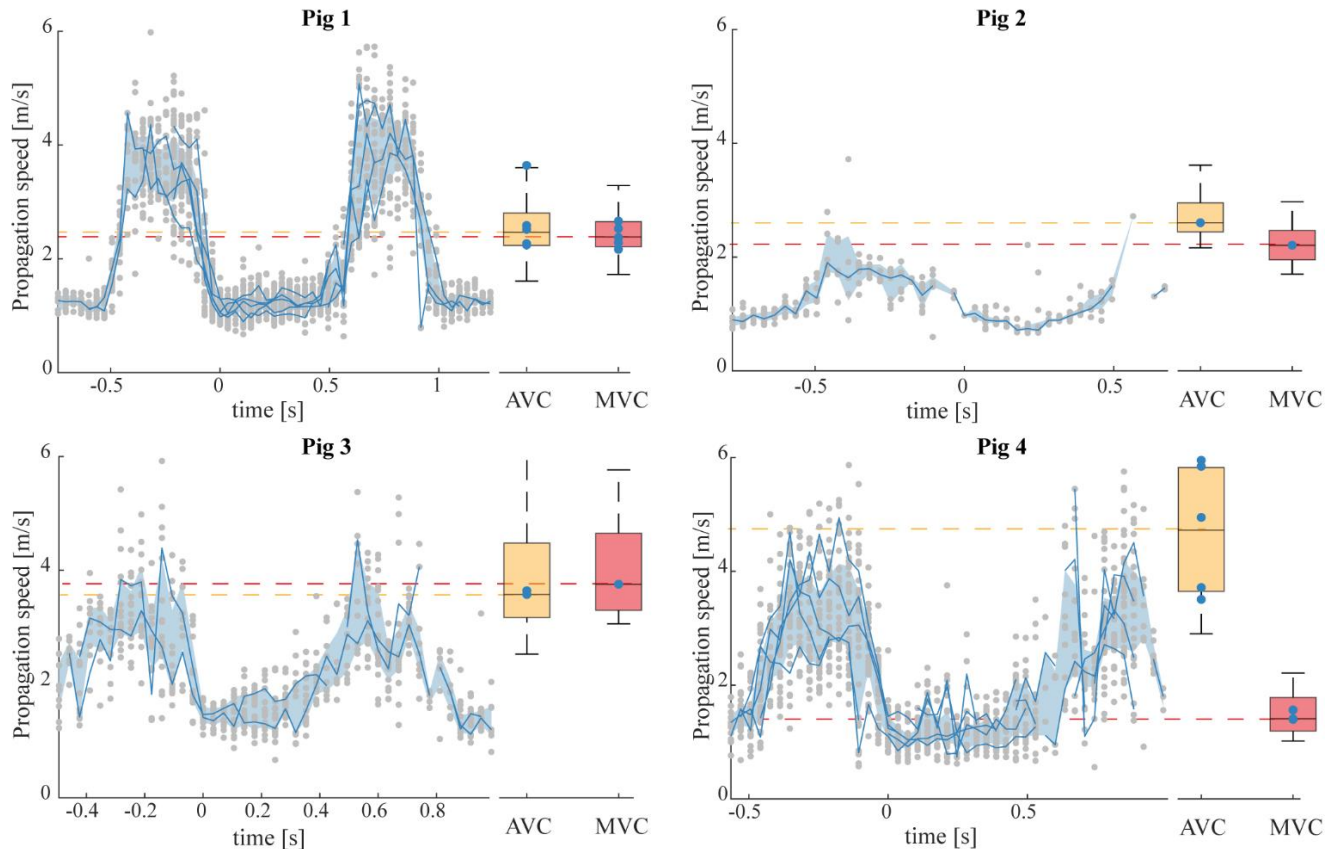 Pig 1
Propagation speed [m/s]
6
4
2
0
-0.5
0
0.5
1
time [s]
AVC
MVC
Pig 2
Propagation speed [m/s]
6
4
2
0
-0.5
0
0.5
time [s]
AVC
MVC
Pig 3
Propagation speed [m/s]
6
4
2
0
-0.4
-0.2
0
0.2
0.4
0.6
0.8
time [s]
AVC
MVC
Pig 4
Propagation speed [m/s]
6
4
2
0
-0.5
0
0.5
time [s]
AVC
MVC